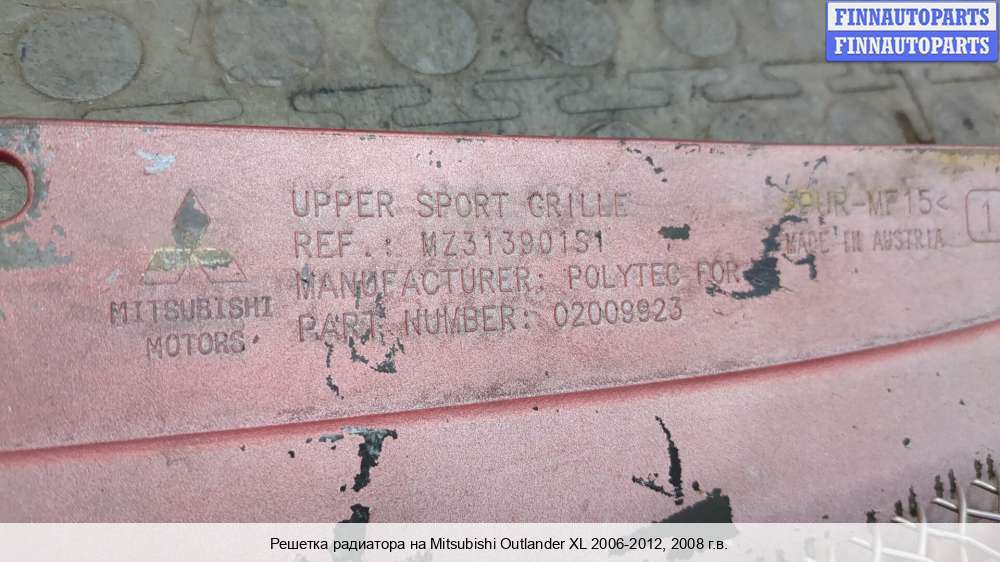 FINNAUTOPARTS
FINNAUTOPARTS
UPPER SPORT GRILLE
REF.: MZ313901S1
MANUFACTURER: POLYTEC FOR
PART NUMBER: 02009923
MITSUBISHI
MOTORS
>PUR-MF15<
MADE IN AUSTRIA
1
Решетка радиатора на Mitsubishi Outlander XL 2006-2012, 2008 г.в.